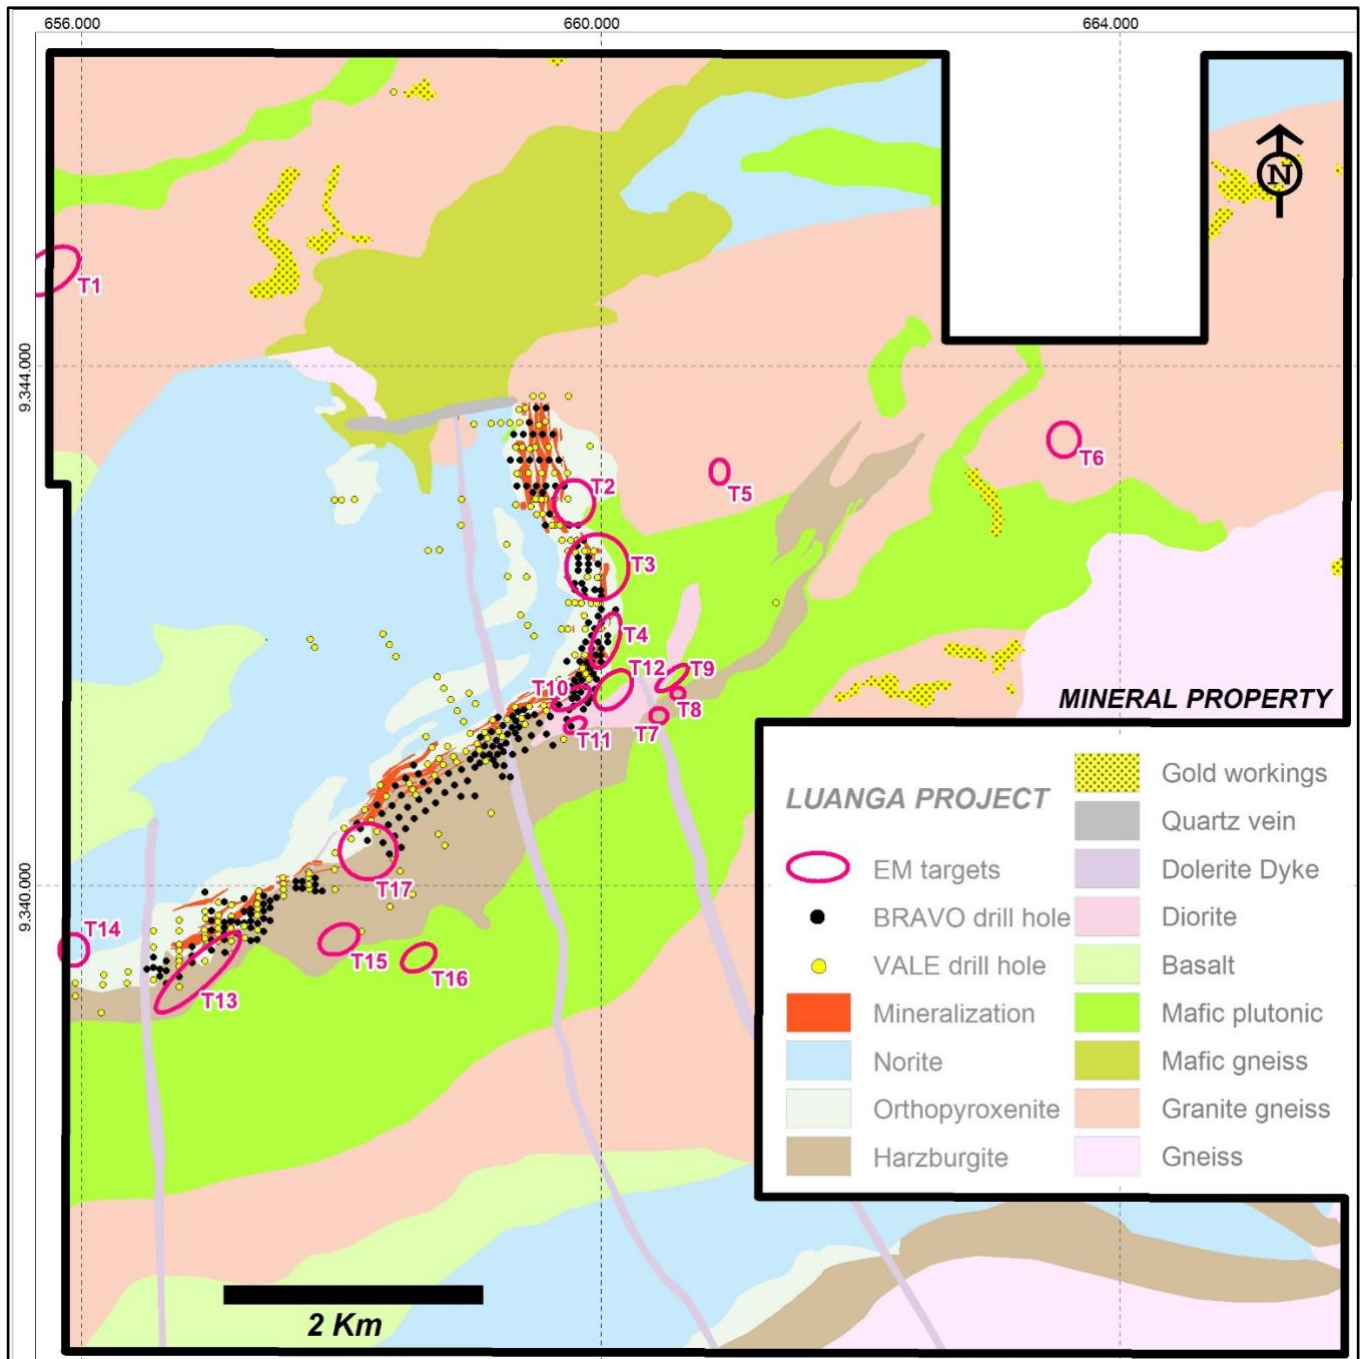 656.000
660.000
664.000
N
T1
9.344.000
T6
T5
T2
T3
T4
T12
T9
T10
T8
T7
T11
MINERAL PROPERTY
LUANGA PROJECT
EM targets
BRAVO drill hole
VALE drill hole
Mineralization
Norite
Orthopyroxenite
Harzburgite
Gold workings
Quartz vein
Dolerite Dyke
Diorite
Basalt
Mafic plutonic
Mafic gneiss
Granite gneiss
Gneiss
9.340.000
T17
T14
T15
T16
T13
2 Km